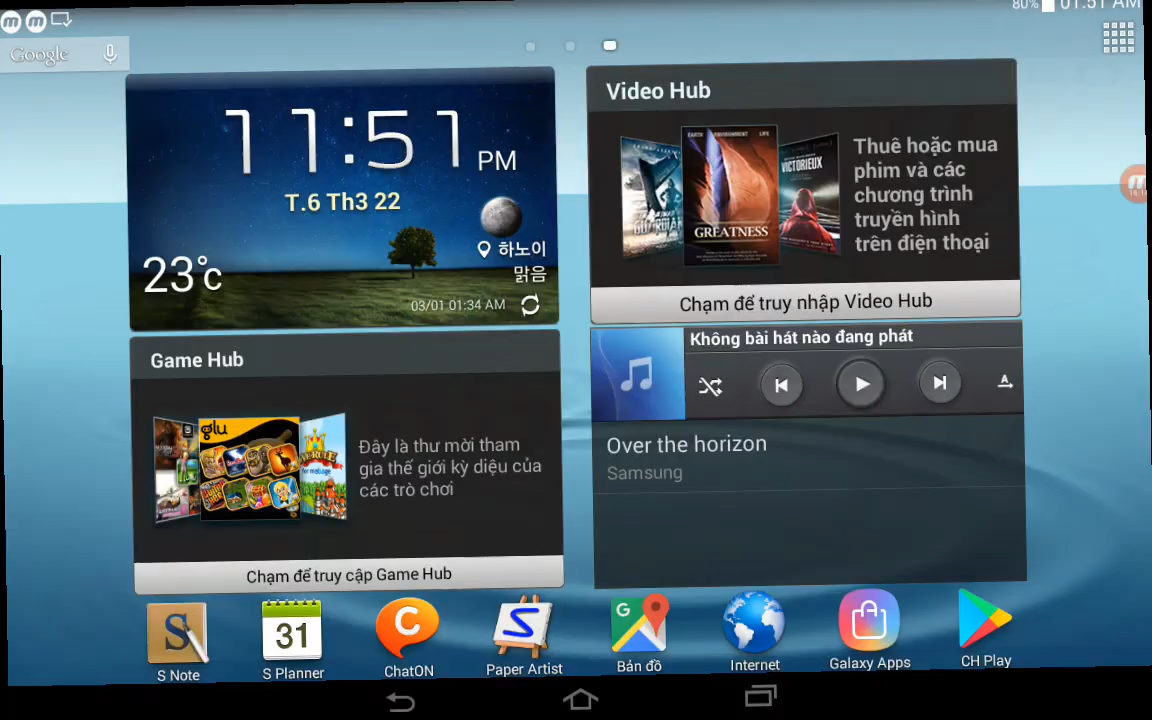 80% 01:51 AM
Google
11:51 PM
T.6 Th3 22
하노이
23°c
맑음
03/01 01:34 AM
Video Hub
EARTH ENVIRONMENT LIFE
GREATNESS
VICTORIEUX
Thuê hoặc mua
phim và các
chương trình
truyền hình
trên điện thoại
Chạm để truy nhập Video Hub
Game Hub
glu
Đây là thư mời tham
gia thế giới kỳ diệu của
các trò chơi
Chạm để truy cập Game Hub
Không bài hát nào đang phát
A
Over the horizon
Samsung
S
31
C
S
G
S Note
S Planner
ChatON
Paper Artist
Bản đồ
Internet
Galaxy Apps
CH Play